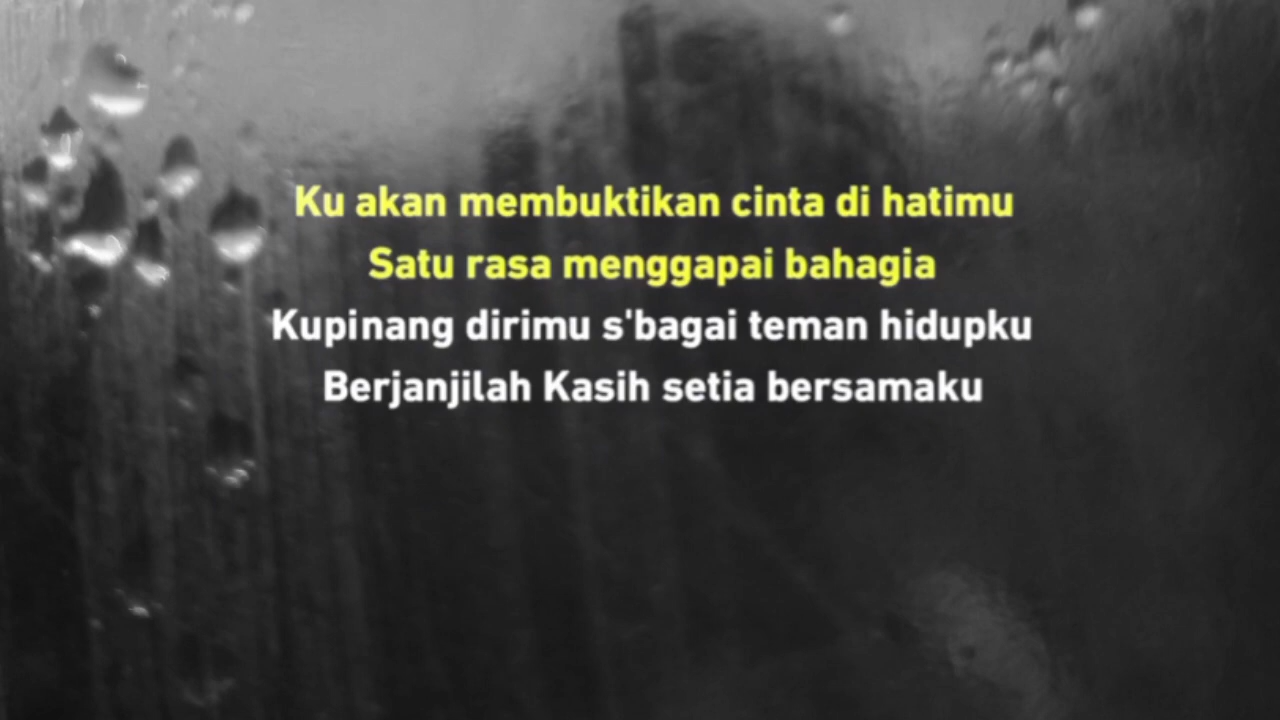 Ku akan membuktikan cinta di hatimu
Satu rasa menggapai bahagia
Kupinang dirimu s'bagai teman hidupku
Berjanjilah Kasih setia bersamaku